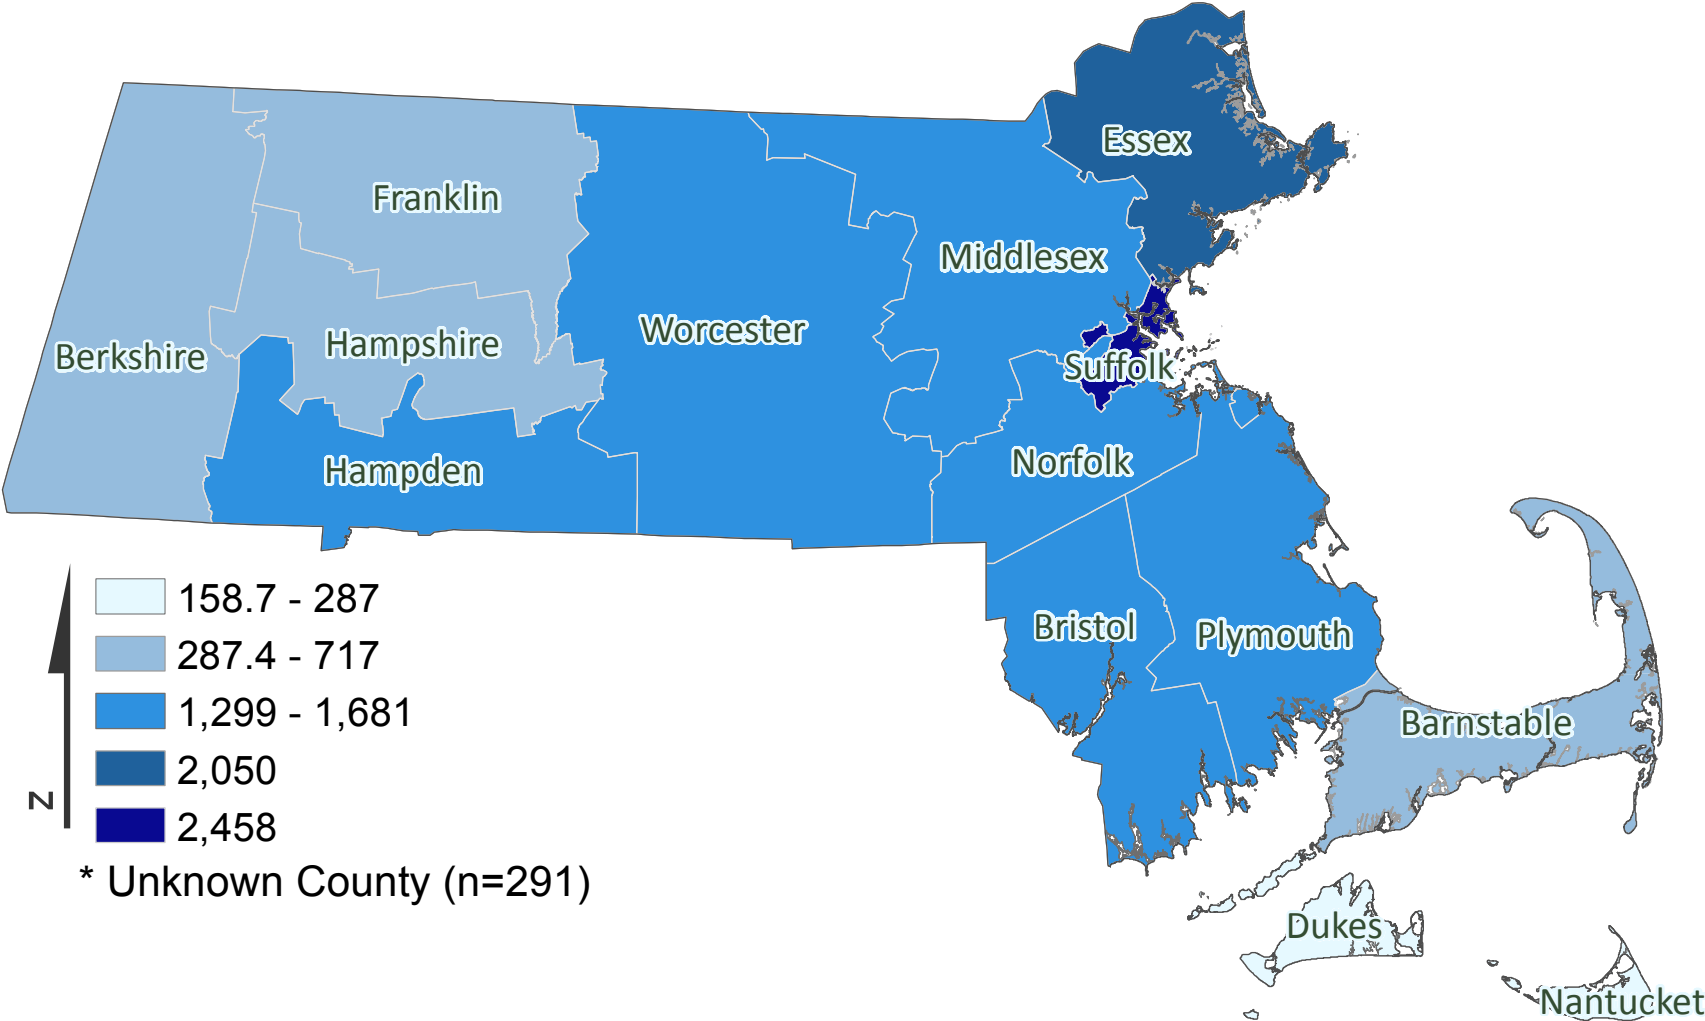 Essex
Franklin
Middlesex
Worcester
Hampshire
Berkshire
Suffolk
Norfolk
Hampden
158.7 - 287
Bristol
Plymouth
287.4 - 717
1,299 - 1,681
Barnstable
2,050
N
2,458
* Unknown County (n=291)
Dukes
Nantucket